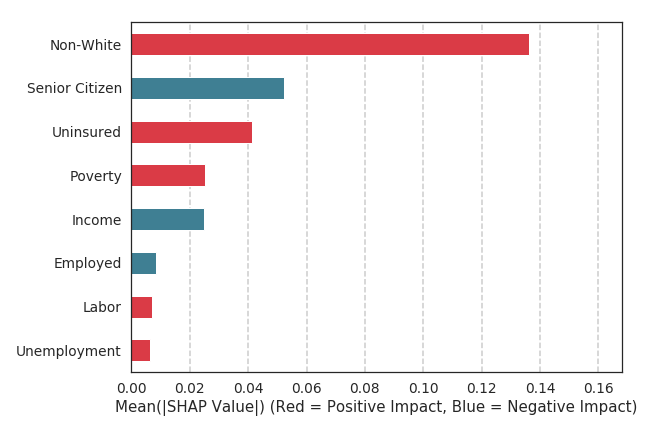 Non-White
Senior Citizen
Uninsured
Poverty
Income
Employed
Labor
Unemployment
0.00 0.02 0.04 0.06 0.08 0.10 0.12 0.14 0.16
Mean(|SHAP Value|) (Red = Positive Impact, Blue = Negative Impact)